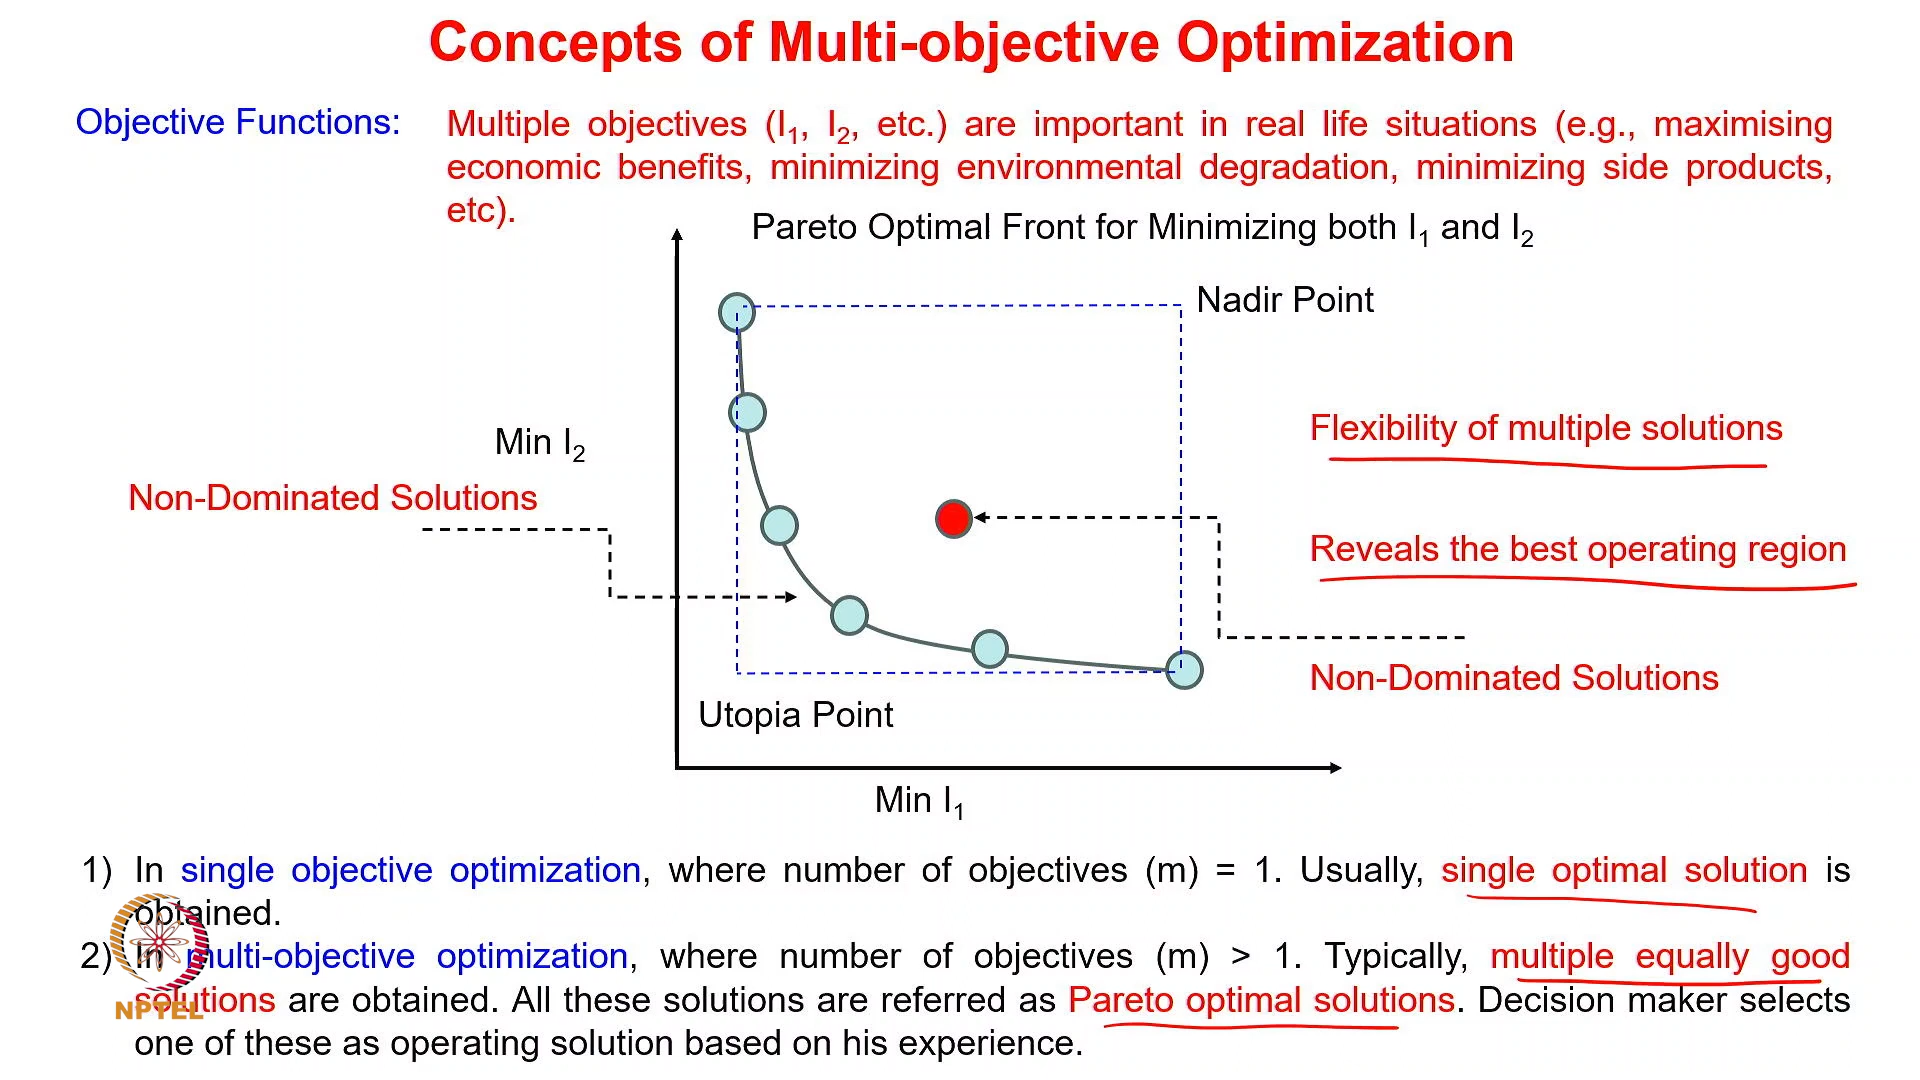 Concepts of Multi-objective Optimization
Objective Functions:
Multiple objectives (I1, I2, etc.) are important in real life situations (e.g., maximising
economic benefits, minimizing environmental degradation, minimizing side products,
etc).
Pareto Optimal Front for Minimizing both I1 and I2
Nadir Point
Min I2
Flexibility of multiple solutions
Non-Dominated Solutions
Reveals the best operating region
Non-Dominated Solutions
Utopia Point
Min I1
1) In single objective optimization, where number of objectives (m) = 1. Usually, single optimal solution is
obtained.
2) In multi-objective optimization, where number of objectives (m) > 1. Typically, multiple equally good
solutions are obtained. All these solutions are referred as Pareto optimal solutions. Decision maker selects
one of these as operating solution based on his experience.
NPTEL